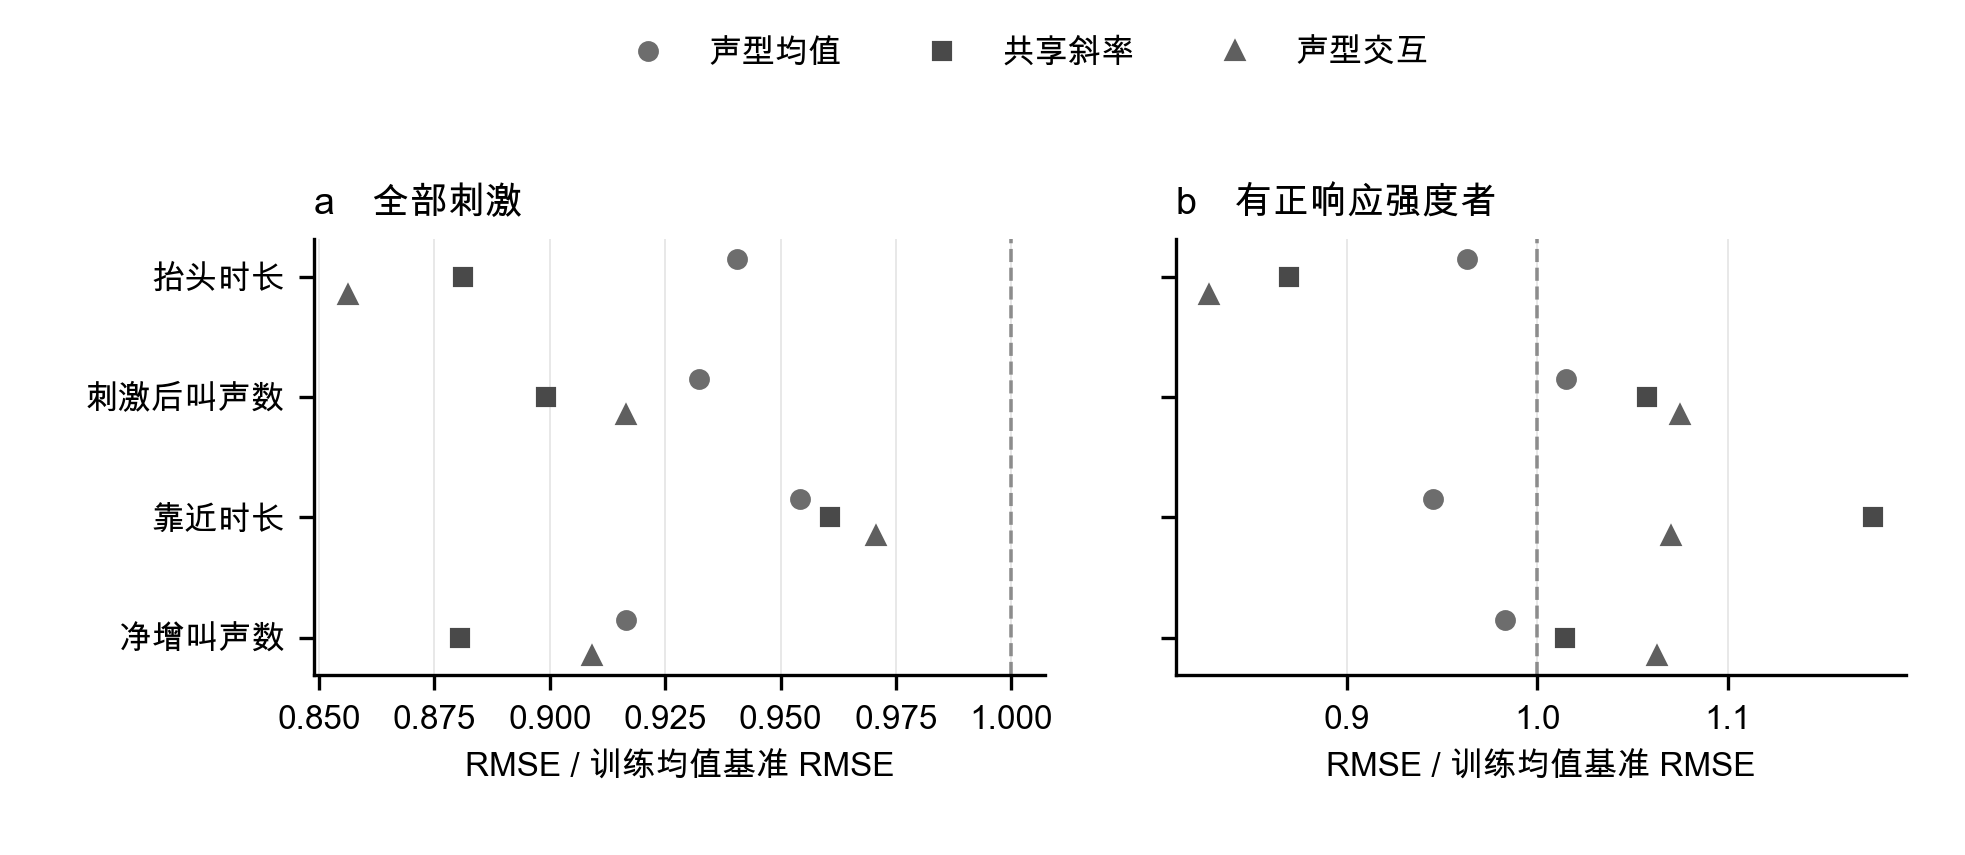 声型均值 共享斜率 声型交互
a 全部刺激
b 有正响应强度者
抬头时长
刺激后叫声数
靠近时长
净增叫声数
0.850 0.875 0.900 0.925 0.950 0.975 1.000
RMSE / 训练均值基准 RMSE
0.9 1.0 1.1
RMSE / 训练均值基准 RMSE